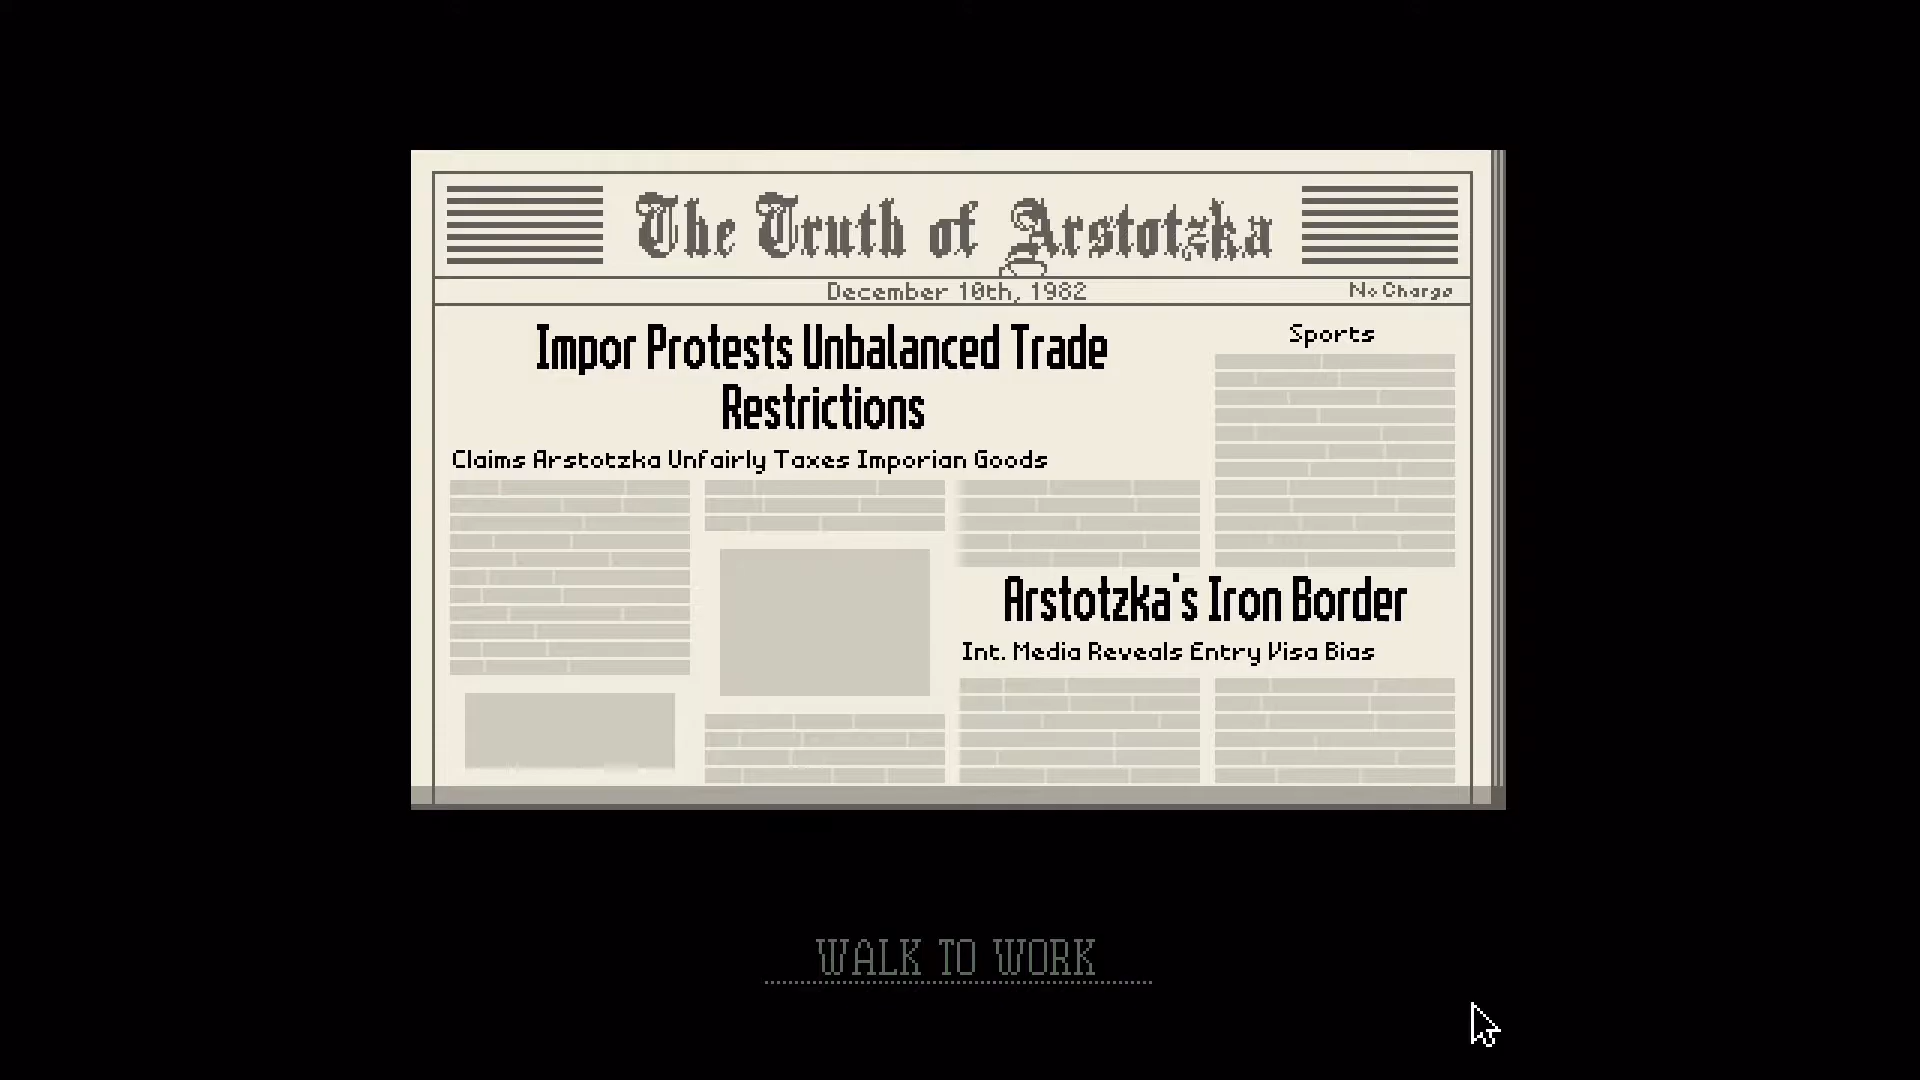 The Truth of Arstotzka
December 10th, 1982
No Charge
Impor Protests Unbalanced Trade
Restrictions
Claims Arstotzka Unfairly Taxes Imporian Goods
Sports
Arstotzka's Iron Border
Int. Media Reveals Entry Visa Bias
WALK TO WORK